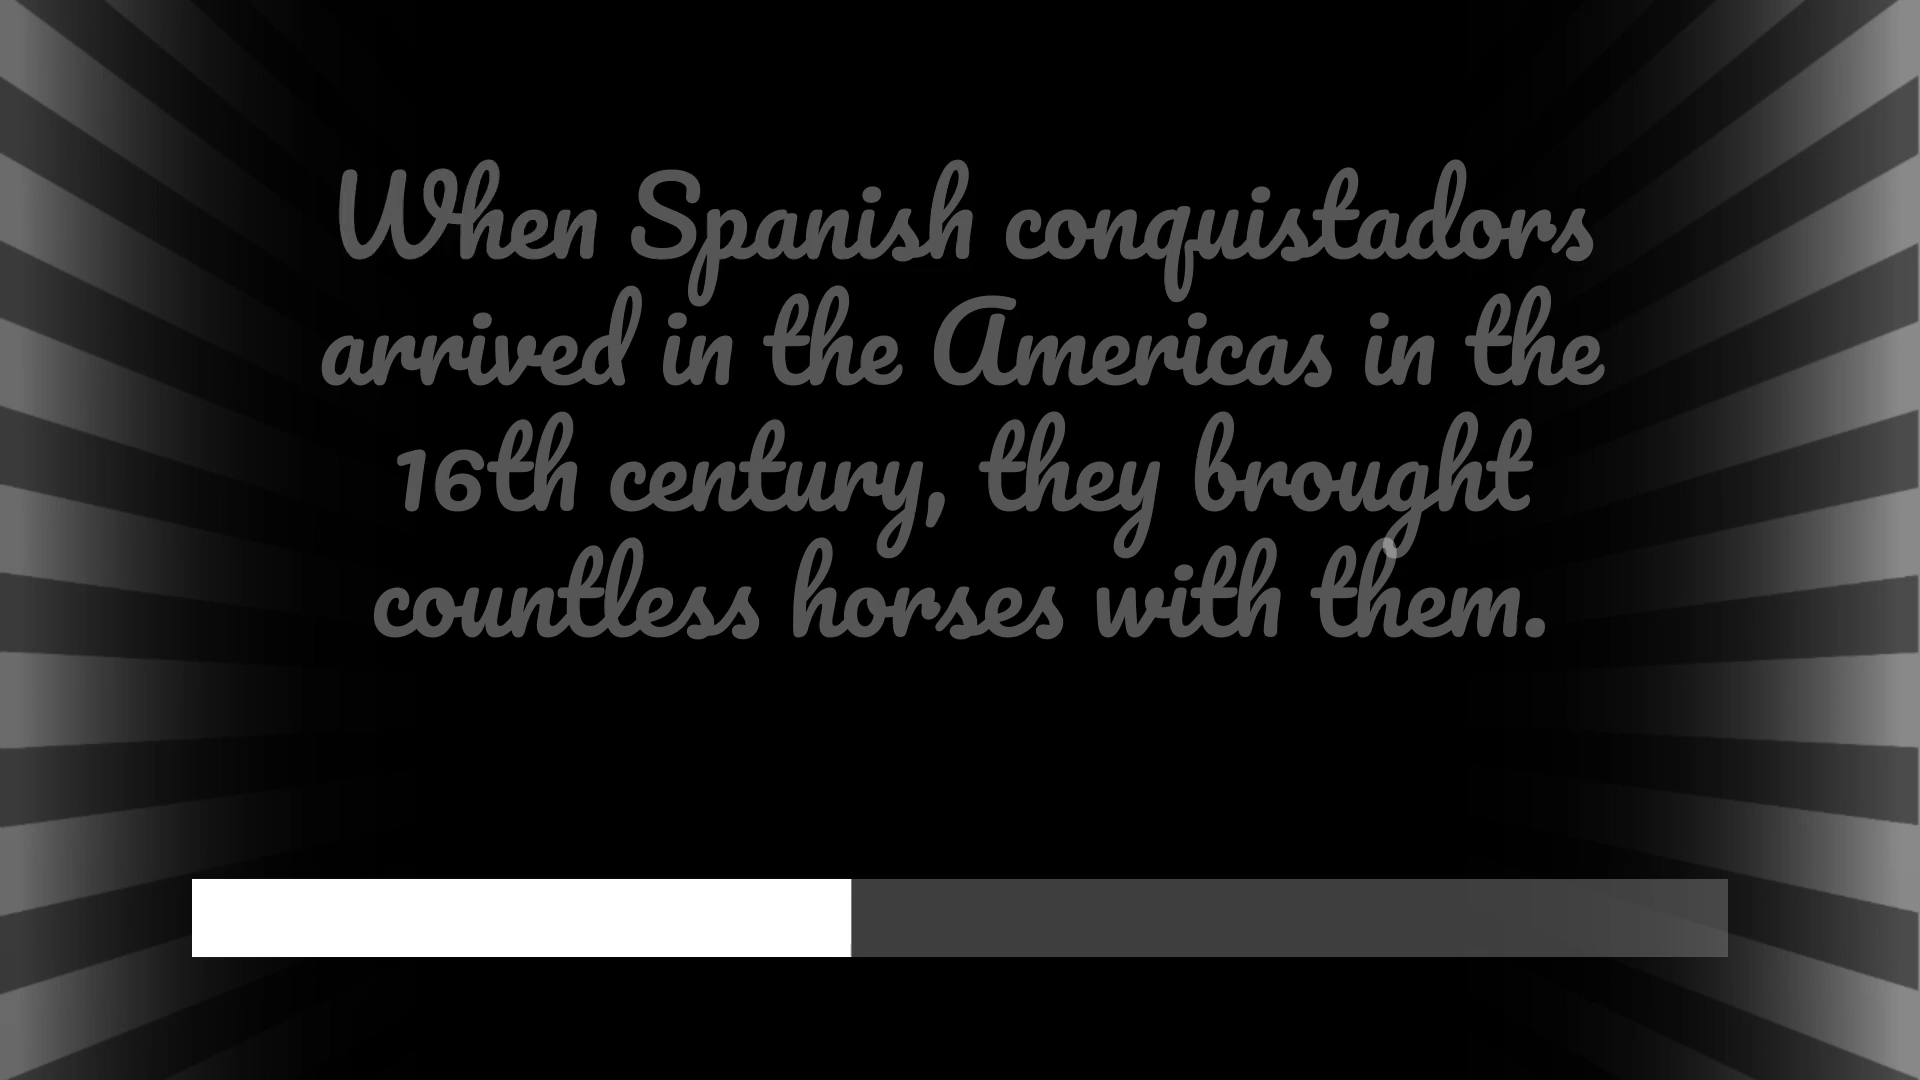 When Spanish conquistadors
arrived in the Americas in the
16th century, they brought
countless horses with them.